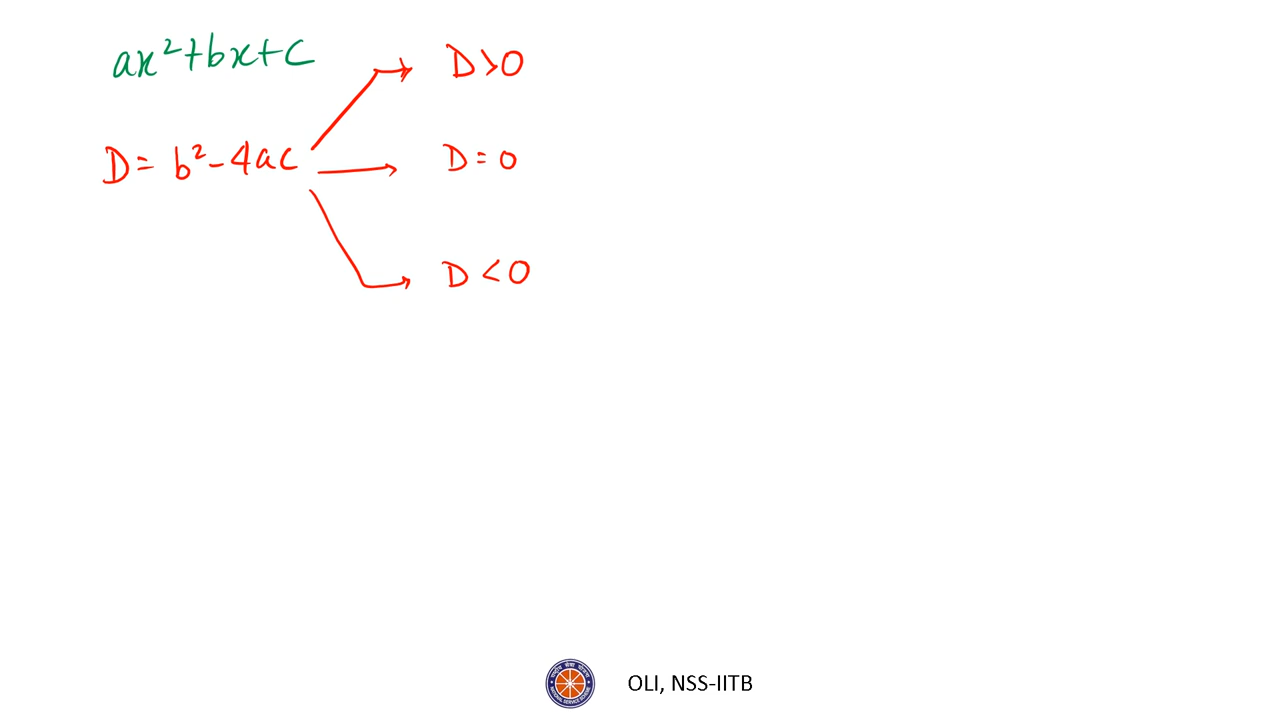 ax²+bx+c
D>0
D= b²-4ac
D=0
D<0
OLI, NSS-IITB